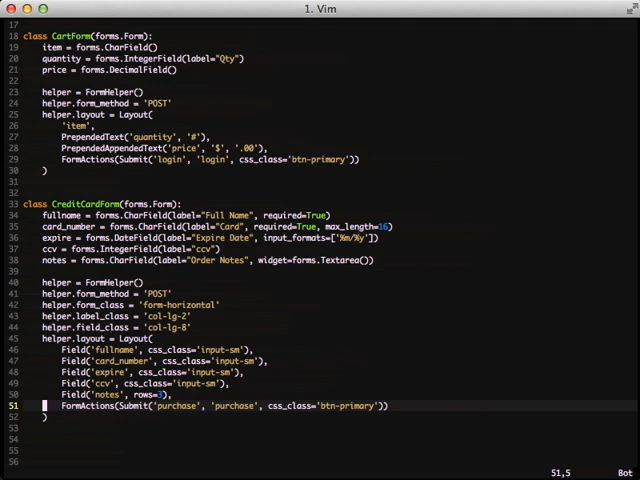 1. Vim
17
18 class CartForm(forms.Form):
19     item = forms.CharField()
20     quantity = forms.IntegerField(label="Qty")
21     price = forms.DecimalField()
22
23     helper = FormHelper()
24     helper.form_method = 'POST'
25     helper.layout = Layout(
26         'item',
27         PrependedText('quantity', '#'),
28         PrependedAppendedText('price', '$', '.00'),
29         FormActions(Submit('login', 'login', css_class='btn-primary'))
30     )
31
32
33 class CreditCardForm(forms.Form):
34     fullname = forms.CharField(label="Full Name", required=True)
35     card_number = forms.CharField(label="Card", required=True, max_length=16)
36     expire = forms.DateField(label="Expire Date", input_formats=['%m/%y'])
37     ccv = forms.IntegerField(label="ccv")
38     notes = forms.CharField(label="Order Notes", widget=forms.Textarea())
39
40     helper = FormHelper()
41     helper.form_method = 'POST'
42     helper.form_class = 'form-horizontal'
43     helper.label_class = 'col-lg-2'
44     helper.field_class = 'col-lg-8'
45     helper.layout = Layout(
46         Field('fullname', css_class='input-sm'),
47         Field('card_number', css_class='input-sm'),
48         Field('expire', css_class='input-sm'),
49         Field('ccv', css_class='input-sm'),
50         Field('notes', rows=3),
51         FormActions(Submit('purchase', 'purchase', css_class='btn-primary'))
52     )
53
54
55
56
51,5 Bot